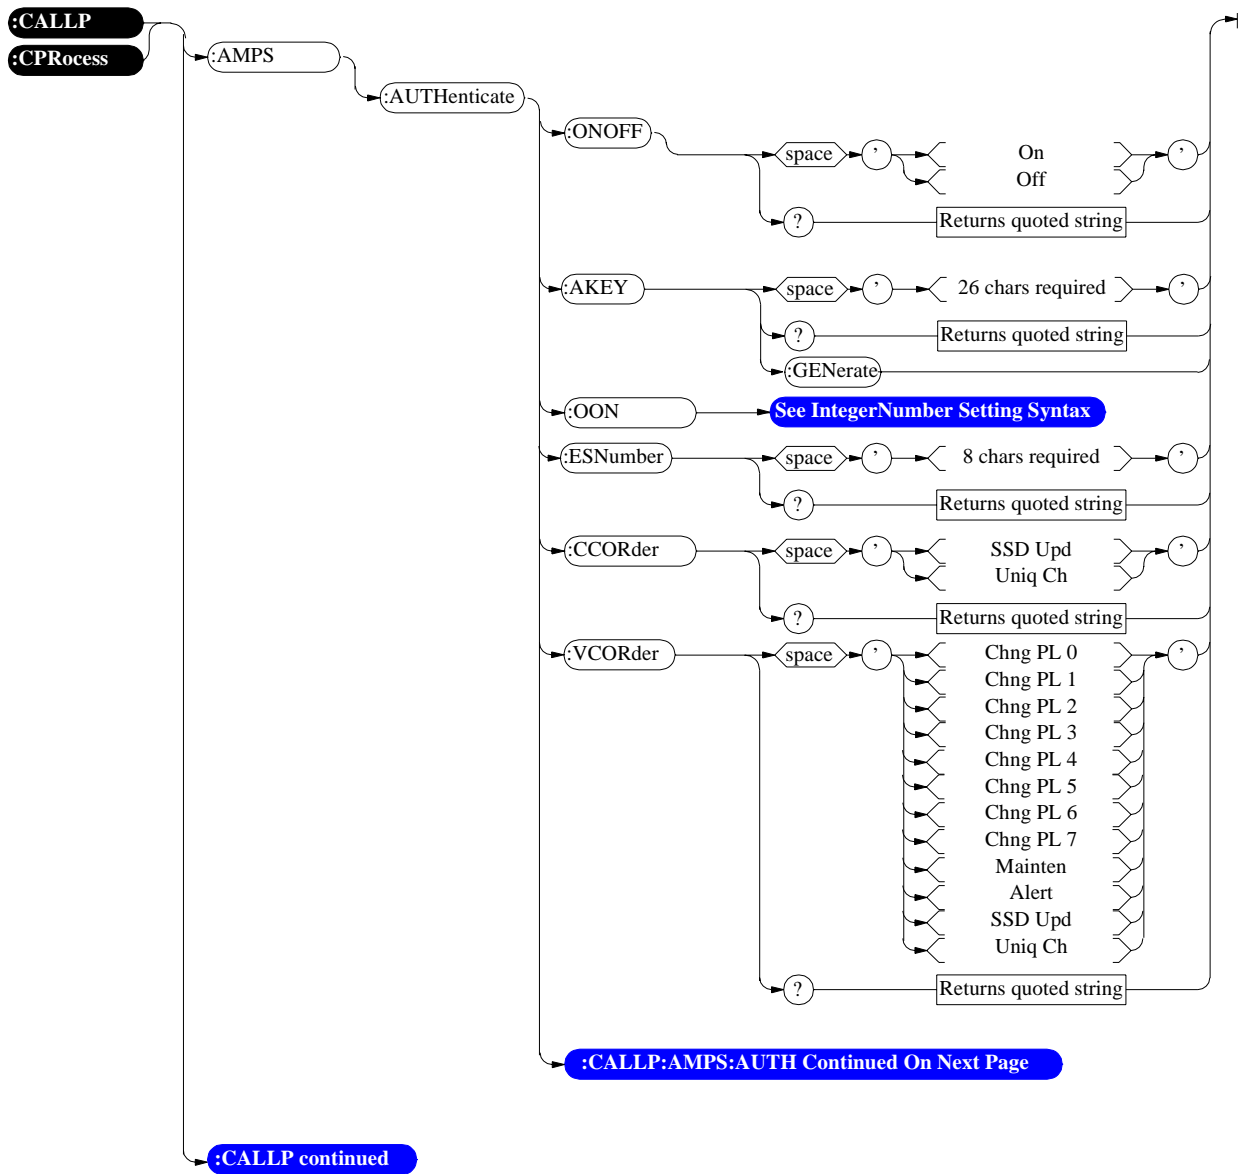 :CALLP
:CPRocess
:AMPS
:AUTHenticate
:ONOFF
space ' On '
Off
? Returns quoted string
:AKEY space ' 26 chars required '
? Returns quoted string
:GENerate
:OON See IntegerNumber Setting Syntax
:ESNumber space ' 8 chars required '
? Returns quoted string
:CCORder space ' SSD Upd '
Uniq Ch
? Returns quoted string
:VCORder space ' Chng PL 0 '
Chng PL 1
Chng PL 2
Chng PL 3
Chng PL 4
Chng PL 5
Chng PL 6
Chng PL 7
Mainten
Alert
SSD Upd
Uniq Ch
? Returns quoted string
:CALLP:AMPS:AUTH Continued On Next Page
:CALLP continued